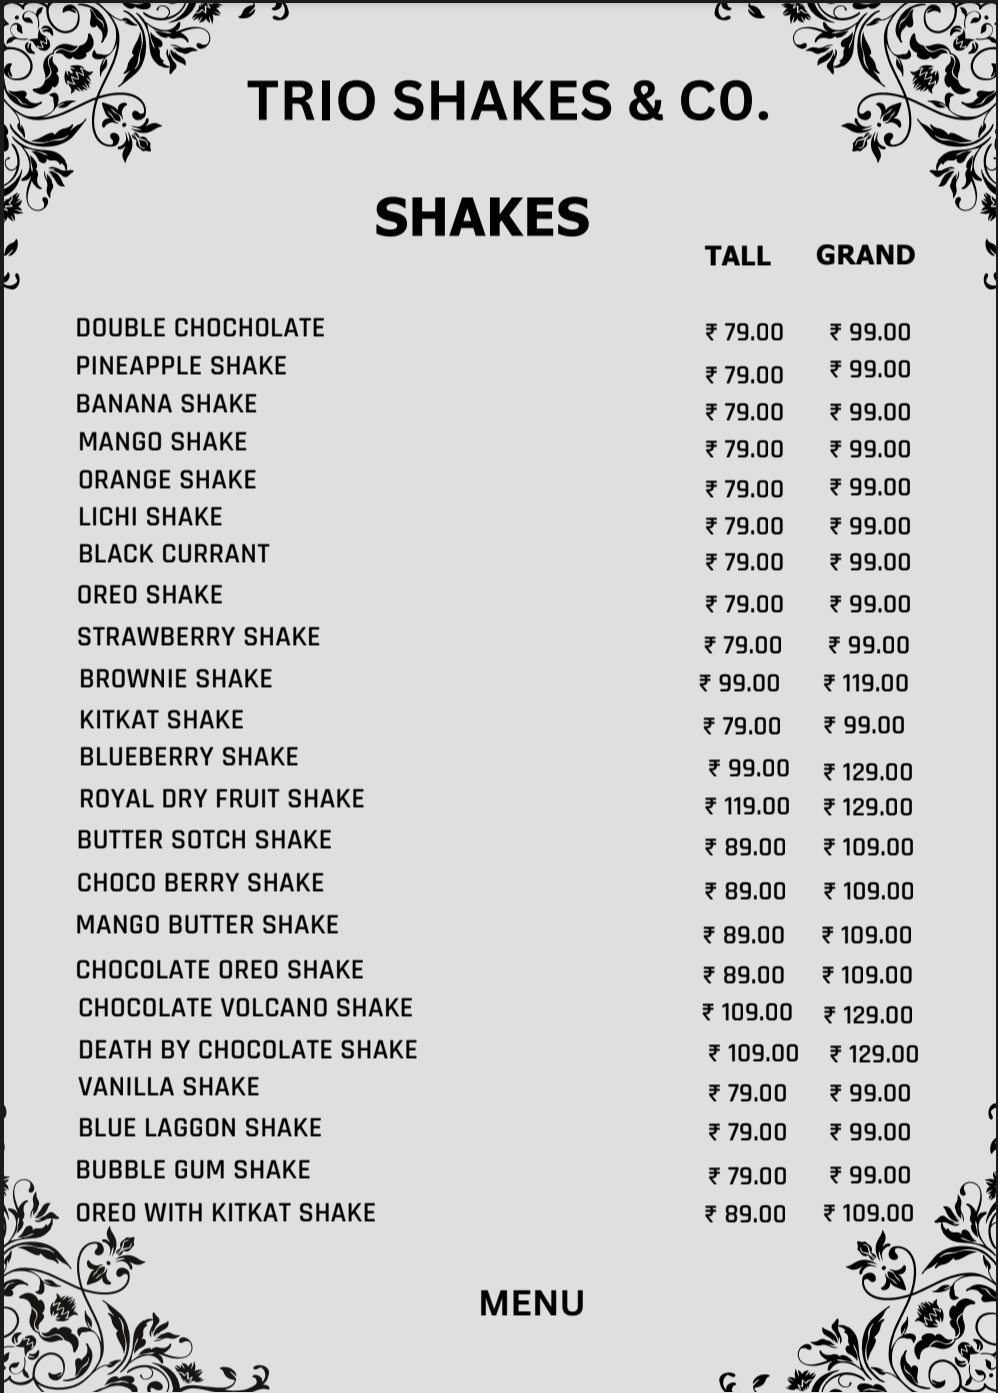 TRIO SHAKES & CO.
SHAKES
TALL GRAND
DOUBLE CHOCHOLATE ₹ 79.00 ₹ 99.00
PINEAPPLE SHAKE ₹ 79.00 ₹ 99.00
BANANA SHAKE ₹ 79.00 ₹ 99.00
MANGO SHAKE ₹ 79.00 ₹ 99.00
ORANGE SHAKE ₹ 79.00 ₹ 99.00
LICHI SHAKE ₹ 79.00 ₹ 99.00
BLACK CURRANT ₹ 79.00 ₹ 99.00
OREO SHAKE ₹ 79.00 ₹ 99.00
STRAWBERRY SHAKE ₹ 79.00 ₹ 99.00
BROWNIE SHAKE ₹ 99.00 ₹ 119.00
KITKAT SHAKE ₹ 79.00 ₹ 99.00
BLUEBERRY SHAKE ₹ 99.00 ₹ 129.00
ROYAL DRY FRUIT SHAKE ₹ 119.00 ₹ 129.00
BUTTER SOTCH SHAKE ₹ 89.00 ₹ 109.00
CHOCO BERRY SHAKE ₹ 89.00 ₹ 109.00
MANGO BUTTER SHAKE ₹ 89.00 ₹ 109.00
CHOCOLATE OREO SHAKE ₹ 89.00 ₹ 109.00
CHOCOLATE VOLCANO SHAKE ₹ 109.00 ₹ 129.00
DEATH BY CHOCOLATE SHAKE ₹ 109.00 ₹ 129.00
VANILLA SHAKE ₹ 79.00 ₹ 99.00
BLUE LAGGON SHAKE ₹ 79.00 ₹ 99.00
BUBBLE GUM SHAKE ₹ 79.00 ₹ 99.00
OREO WITH KITKAT SHAKE ₹ 89.00 ₹ 109.00
MENU